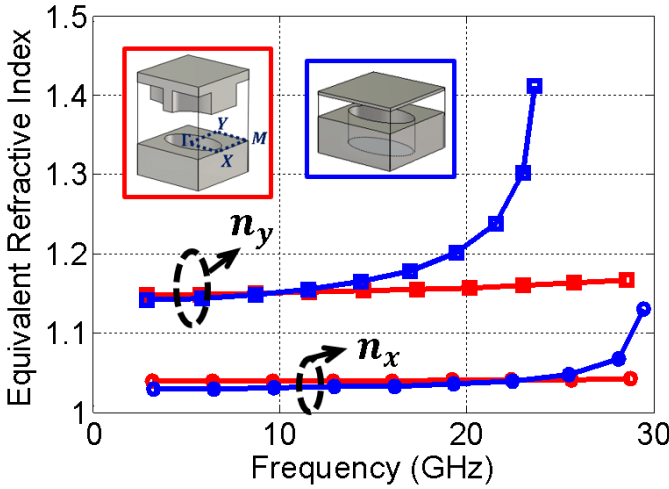 Equivalent Refractive Index
1.5
1.4
1.3
1.2
1.1
1
Y
Γ
M
X
n_y
n_x
0
10
20
30
Frequency (GHz)